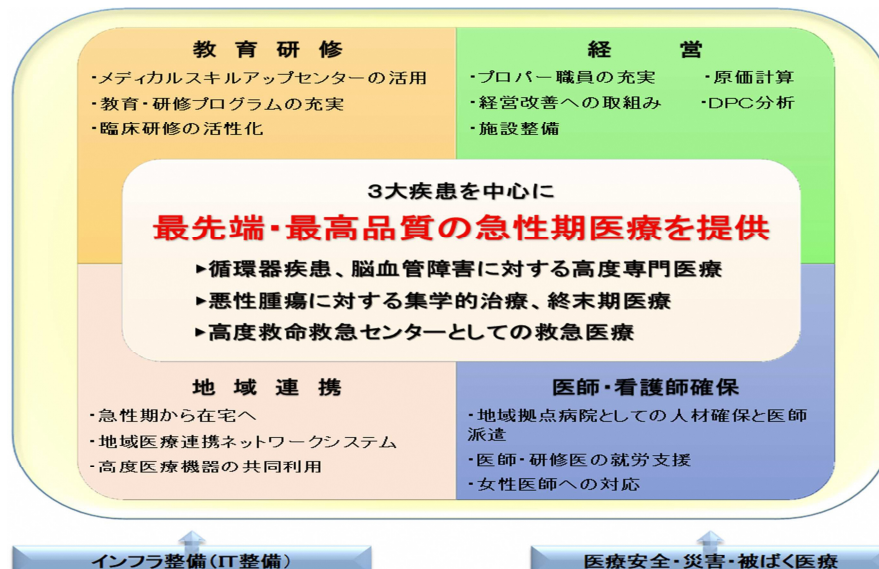 教育研修
・メディカルスキルアップセンターの活用
・教育・研修プログラムの充実
・臨床研修の活性化
経営
・プロパー職員の充実 ・原価計算
・経営改善への取組み ・DPC分析
・施設整備
3大疾患を中心に
最先端・最高品質の急性期医療を提供
▸循環器疾患、脳血管障害に対する高度専門医療
▸悪性腫瘍に対する集学的治療、終末期医療
▸高度救命救急センターとしての救急医療
地域連携
・急性期から在宅へ
・地域医療連携ネットワークシステム
・高度医療機器の共同利用
医師・看護師確保
・地域拠点病院としての人材確保と医師
派遣
・医師・研修医の就労支援
・女性医師への対応
インフラ整備(IT整備)
医療安全・災害・被ばく医療